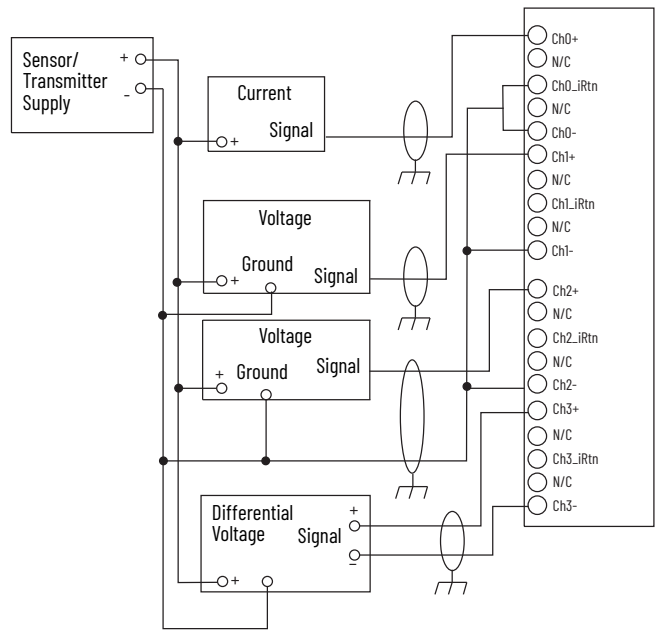 Sensor/
Transmitter
Supply
+
-
Current
Signal
+
Voltage
Ground
Signal
+
Voltage
Ground
Signal
+
Differential
Voltage
Signal
+
–
+
Ch0+
N/C
Ch0_iRtn
N/C
Ch0-
Ch1+
N/C
Ch1_iRtn
N/C
Ch1-
Ch2+
N/C
Ch2_iRtn
N/C
Ch2-
Ch3+
N/C
Ch3_iRtn
N/C
Ch3-